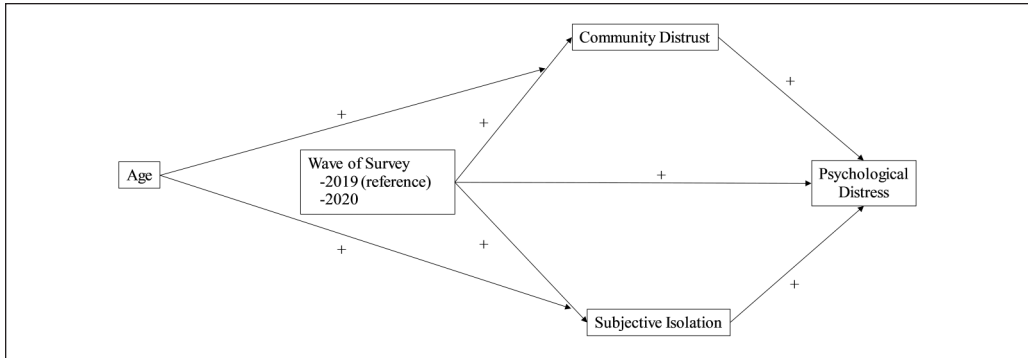 Community Distrust
+
+
+
Age
Wave of Survey
-2019 (reference)
-2020
+
Psychological
Distress
+
+
+
Subjective Isolation